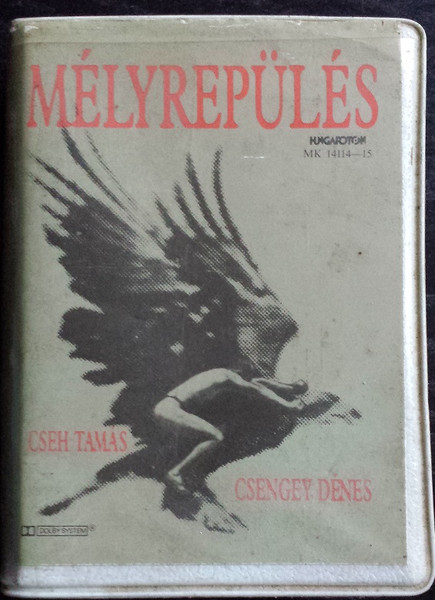 MÉLYREPÜLÉS
HUNGAROTON
MK 14114—15
CSEH TAMÁS
CSENGEY DÉNES
DOLBY SYSTEM®